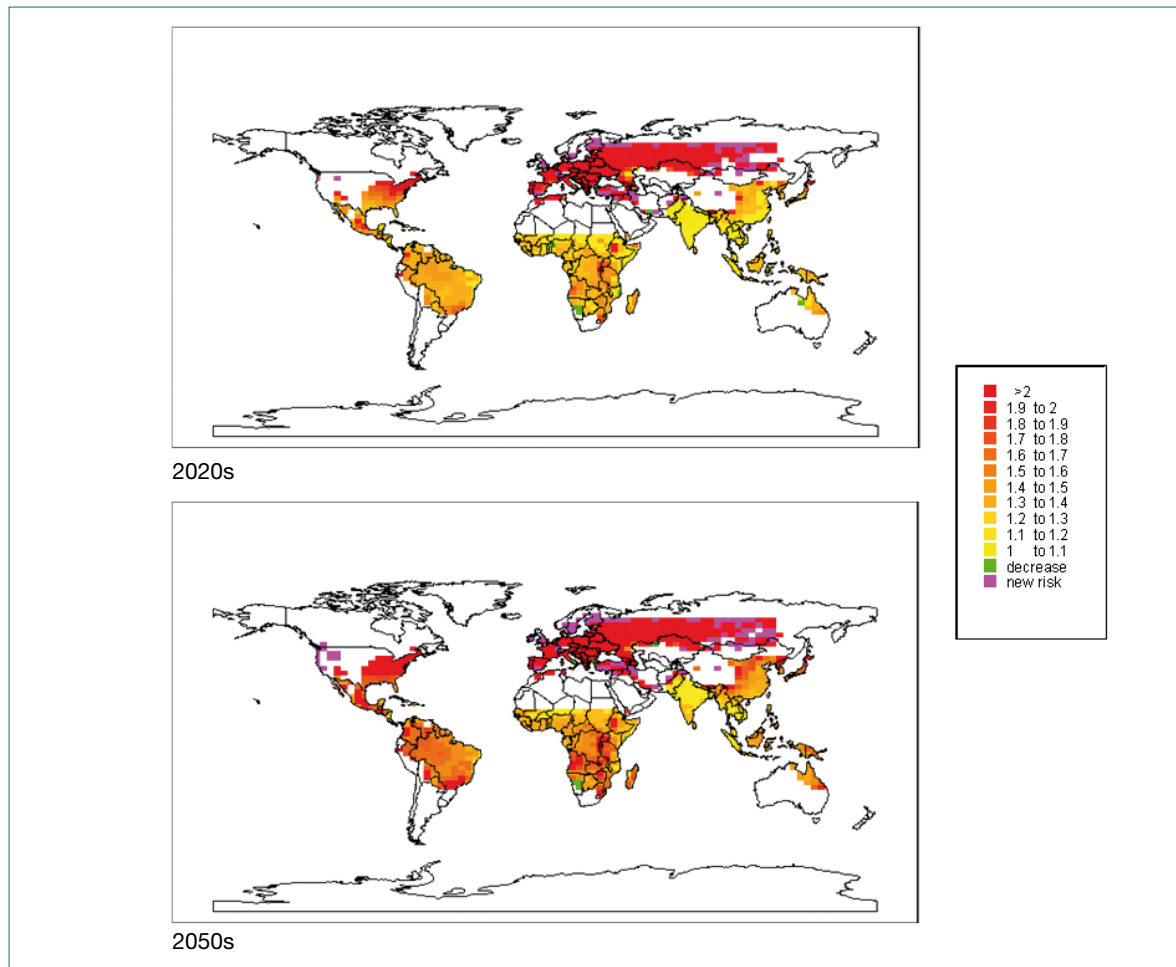 2020s
>2
1.9 to 2
1.8 to 1.9
1.7 to 1.8
1.6 to 1.7
1.5 to 1.6
1.4 to 1.5
1.3 to 1.4
1.2 to 1.3
1.1 to 1.2
1 to 1.1
decrease
new risk
2050s